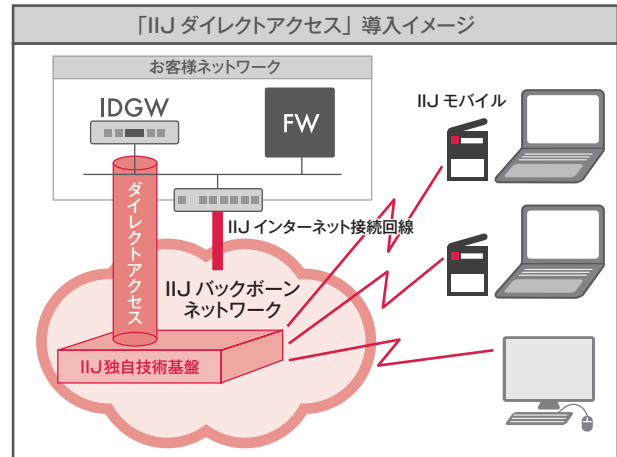 「IIJ ダイレクトアクセス」導入イメージ
お客様ネットワーク
IDGW
FW
IIJ モバイル
ダイレクトアクセス
IIJ インターネット接続回線
IIJ バックボーン
ネットワーク
IIJ独自技術基盤